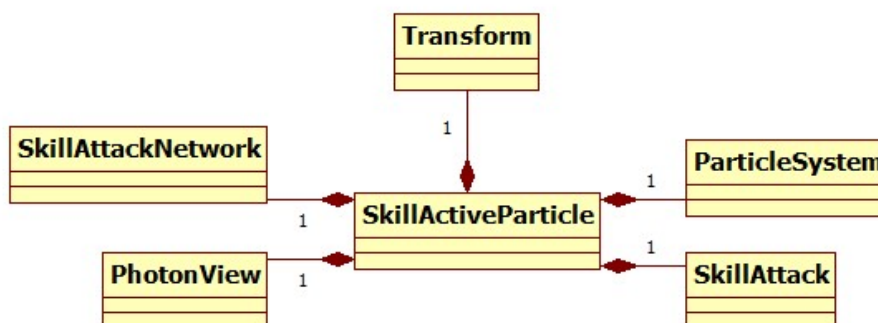 Transform
1
SkillAttackNetwork
ParticleSystem
1
SkillActiveParticle
1
1
PhotonView
1
SkillAttack